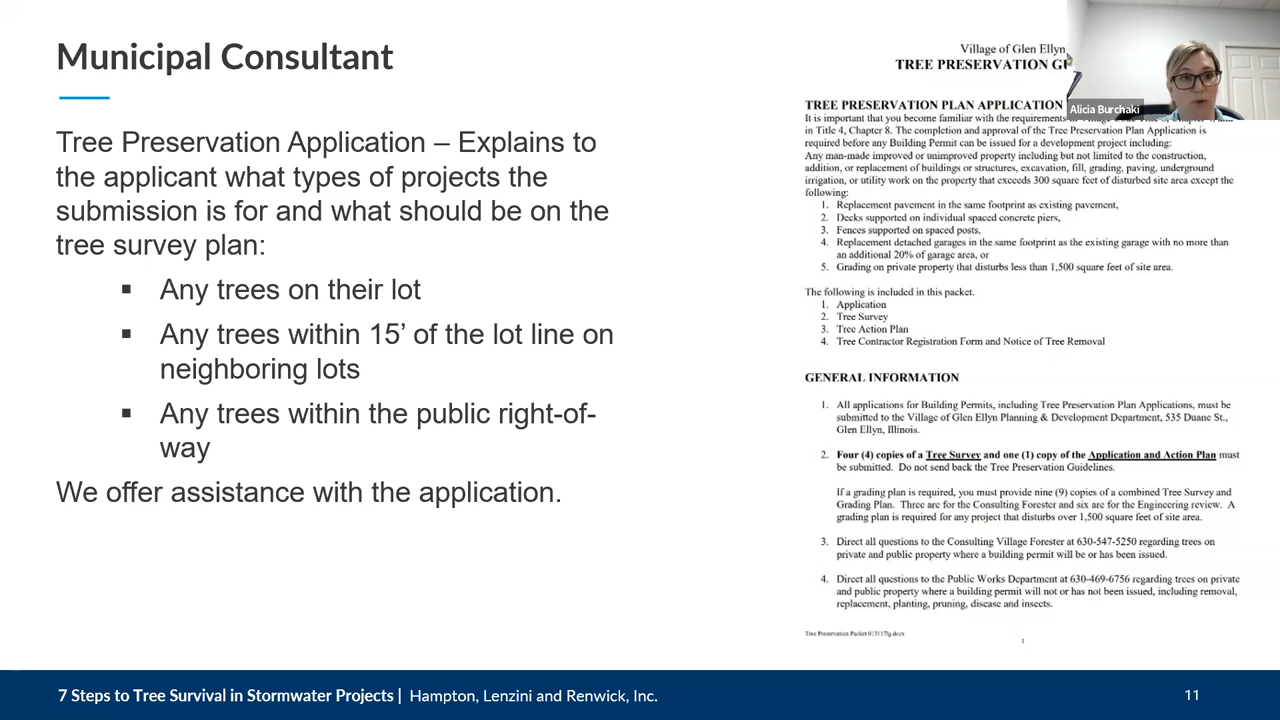 Municipal Consultant
Tree Preservation Application – Explains to
the applicant what types of projects the
submission is for and what should be on the
tree survey plan:
▪ Any trees on their lot
▪ Any trees within 15’ of the lot line on
neighboring lots
▪ Any trees within the public right-of-
way
We offer assistance with the application.
Village of Glen Ellyn
TREE PRESERVATION
TREE PRESERVATION PLAN APPLICATION
It is important that you become familiar with the requirements
in Title 4, Chapter 8. The completion and approval of the Tree Preservation Plan Application is
required before any Building Permit can be issued for a development project including:
Any man-made improved or unimproved property including but not limited to the construction,
addition, or replacement of buildings or structures, excavation, fill, grading, paving, underground
irrigation, or utility work on the property that exceeds 300 square feet of disturbed site area except the
following:
1. Replacement pavement in the same footprint as existing pavement,
2. Decks supported on individual spaced concrete piers,
3. Fences supported on spaced posts,
4. Replacement detached garages in the same footprint as the existing garage with no more than
an additional 20% of garage area, or
5. Grading on private property that disturbs less than 1,500 square feet of site area.
The following is included in this packet.
1. Application
2. Tree Survey
3. Tree Action Plan
4. Tree Contractor Registration Form and Notice of Tree Removal
GENERAL INFORMATION
1. All applications for Building Permits, including Tree Preservation Plan Applications, must be
submitted to the Village of Glen Ellyn Planning & Development Department, 535 Duane St.,
Glen Ellyn, Illinois.
2. Four (4) copies of a Tree Survey and one (1) copy of the Application and Action Plan must
be submitted. Do not send back the Tree Preservation Guidelines.
If a grading plan is required, you must provide nine (9) copies of a combined Tree Survey and
Grading Plan. Three are for the Consulting Forester and six are for the Engineering review. A
grading plan is required for any project that disturbs over 1,500 square feet of site area.
3. Direct all questions to the Consulting Village Forester at 630-547-5250 regarding trees on
private and public property where a building permit will be or has been issued.
4. Direct all questions to the Public Works Department at 630-469-6756 regarding trees on private
and public property where a building permit will not or has not been issued, including removal,
replacement, planting, pruning, disease and insects.
Tree Preservation Packet
1
Alicia Burchaki
7 Steps to Tree Survival in Stormwater Projects | Hampton, Lenzini and Renwick, Inc.
11